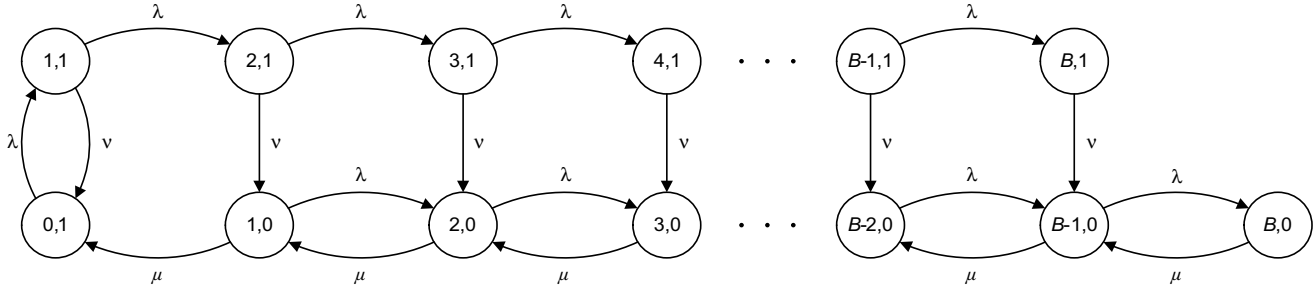 λ λ λ λ
1,1 2,1 3,1 4,1 · · · B-1,1 B,1
λ ν ν ν ν ν ν
λ λ λ λ
0,1 1,0 2,0 3,0 · · · B-2,0 B-1,0 B,0
μ μ μ μ μ